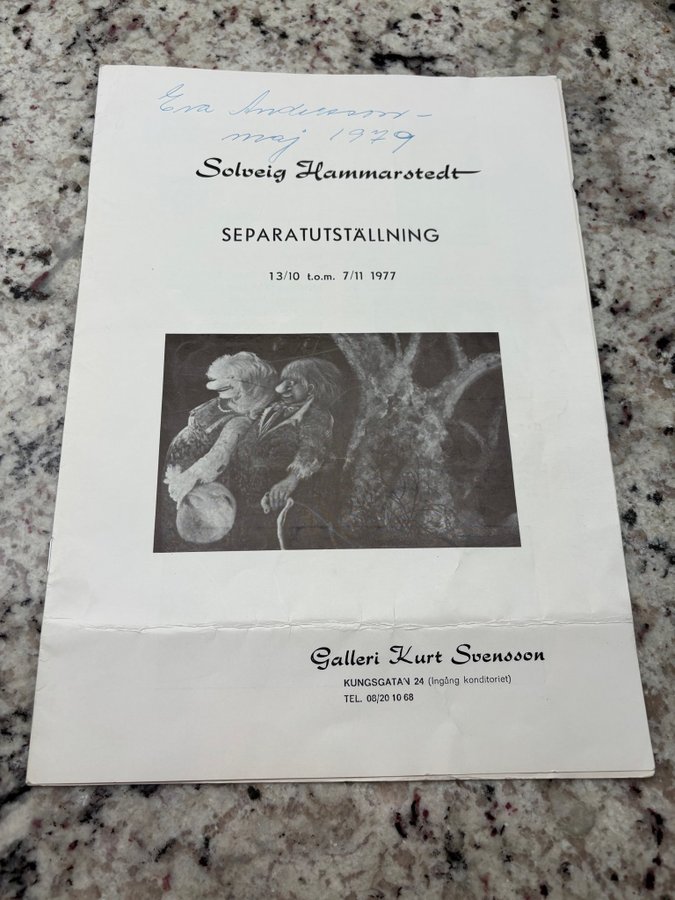 Eva Andersson –
maj 1979
Solveig Hammarstedt
SEPARATUTSTÄLLNING
13/10 t.o.m. 7/11 1977
Galleri Kurt Svensson
KUNGSGATAN 24 (Ingång konditoriet)
TEL. 08/20 10 68